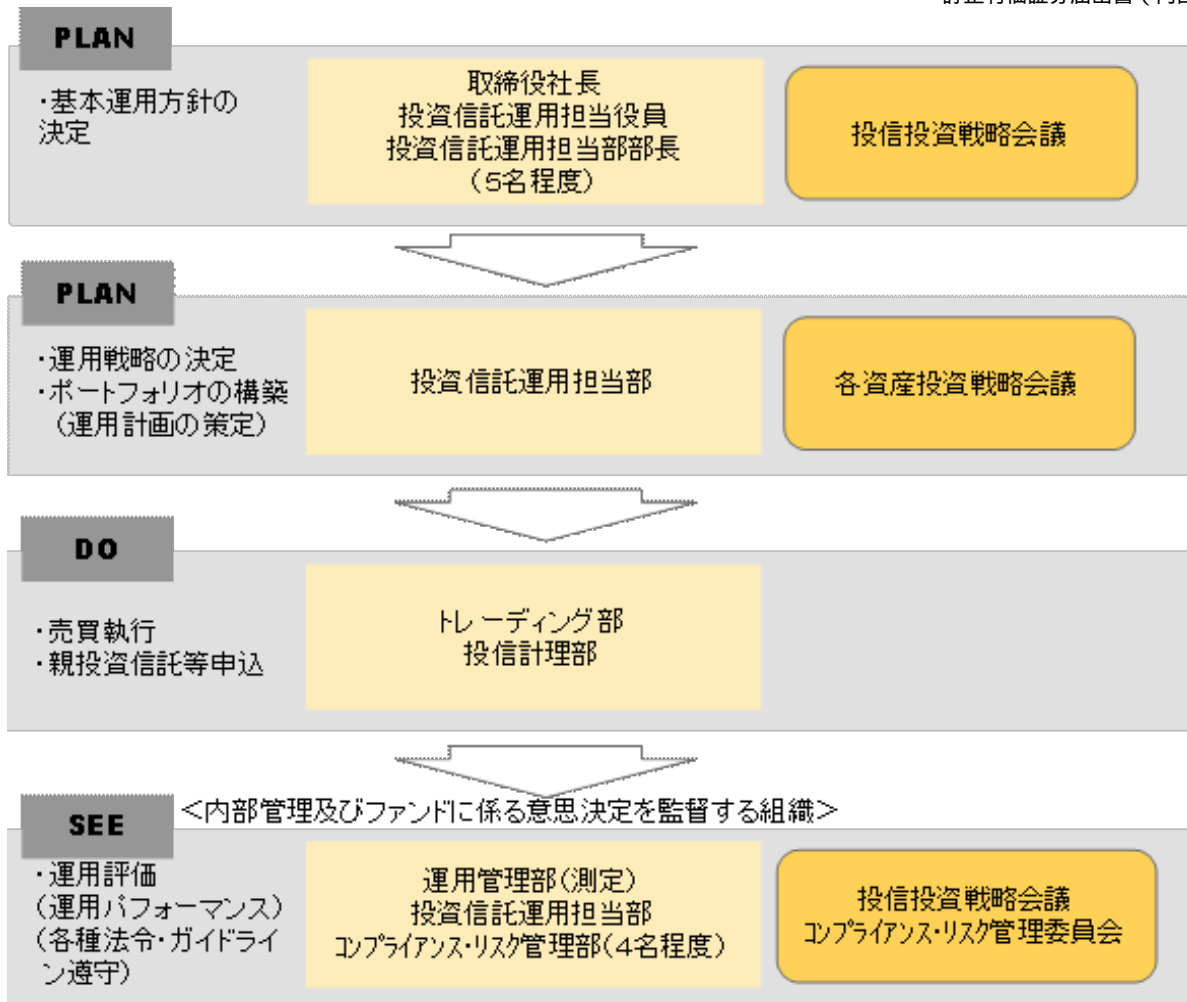 PLAN
・基本運用方針の
決定
取締役社長
投資信託運用担当役員
投資信託運用担当部部長
(5名程度)
投信投資戦略会議
PLAN
・運用戦略の決定
・ポートフォリオの構築
(運用計画の策定)
投資信託運用担当部
各資産投資戦略会議
DO
・売買執行
・親投資信託等申込
トレーディング部
投信計理部
<内部管理及びファンドに係る意思決定を監督する組織>
SEE
・運用評価
(運用パフォーマンス)
(各種法令・ガイドライ
ン遵守)
運用管理部(測定)
投資信託運用担当部
コンプライアンス・リスク管理部(4名程度)
投信投資戦略会議
コンプライアンス・リスク管理委員会